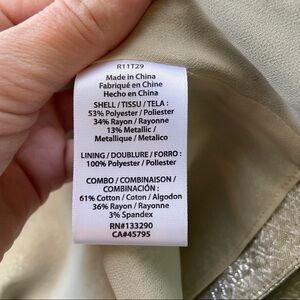 R11T29
Made in China
Fabriqué en Chine
Hecho en China
SHELL / TISSU / TELA :
53% Polyester / Poliester
34% Rayon / Rayonne
13% Metallic /
Metallique / Metalico
LINING / DOUBLURE / FORRO :
100% Polyester / Poliester
COMBO / COMBINAISON /
COMBINACIÓN :
61% Cotton / Coton / Algodon
36% Rayon / Rayonne
3% Spandex
RN#133290
CA#45795